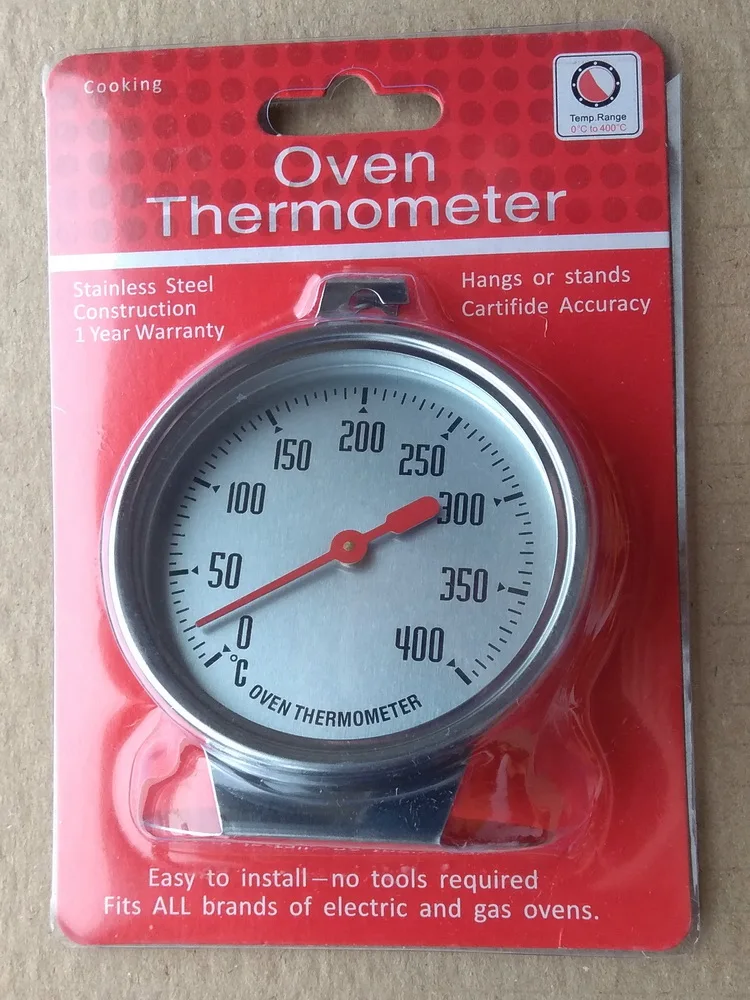 Cooking
Temp.Range
0°C to 400°C
Oven
Thermometer
Stainless Steel
Construction
1 Year Warranty
Hangs or stands
Cartifide Accuracy
200
150
250
100
300
50
350
0
400
°C
OVEN THERMOMETER
Easy to install—no tools required
Fits ALL brands of electric and gas ovens.